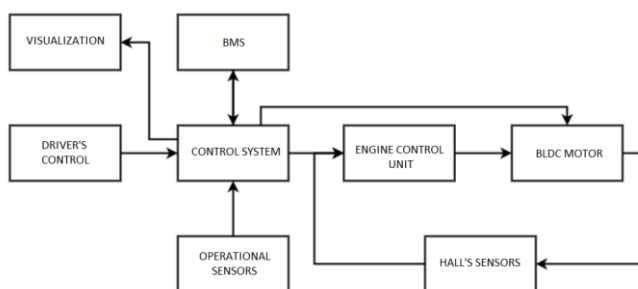 VISUALIZATION
BMS
DRIVER'S
CONTROL
CONTROL SYSTEM
ENGINE CONTROL
UNIT
BLDC MOTOR
OPERATIONAL
SENSORS
HALL'S SENSORS